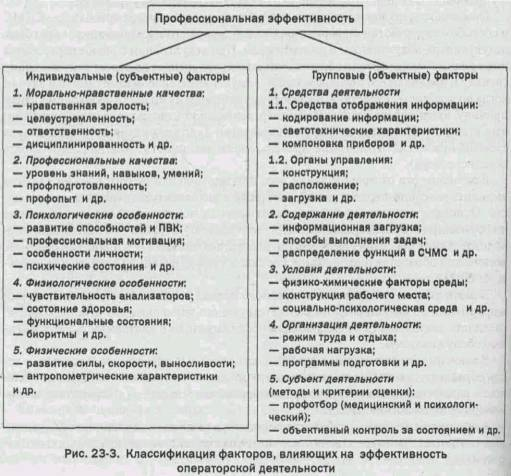 Профессиональная эффективность
Индивидуальные (субъектные) факторы
1. Морально-нравственные качества:
— нравственная зрелость;
— целеустремленность;
— ответственность;
— дисциплинированность и др.
2. Профессиональные качества:
— уровень знаний, навыков, умений;
— профподготовленность;
— профопыт и др.
3. Психологические особенности:
— развитие способностей и ПВК;
— профессиональная мотивация;
— особенности личности;
— психические состояния и др.
4. Физиологические особенности:
— чувствительность анализаторов;
— состояние здоровья;
— функциональные состояния;
— биоритмы и др.
5. Физические особенности:
— развитие силы, скорости, выносливости;
— антропометрические характеристики
и др.
Групповые (объектные) факторы
1. Средства деятельности
1.1. Средства отображения информации:
— кодирование информации;
— светотехнические характеристики;
— компоновка приборов и др.
1.2. Органы управления:
— конструкция;
— расположение;
— загрузка и др.
2. Содержание деятельности:
— информационная загрузка;
— способы выполнения задач;
— распределение функций в СЧМС и др.
3. Условия деятельности:
— физико-химические факторы среды;
— конструкция рабочего места;
— социально-психологическая среда и др.
4. Организация деятельности:
— режим труда и отдыха;
— рабочая нагрузка;
— программы подготовки и др.
5. Субъект деятельности
(методы и критерии оценки):
— профотбор (медицинский и психологи-
ческий);
— объективный контроль за состоянием и др.
Рис. 23-3. Классификация факторов, влияющих на эффективность
операторской деятельности